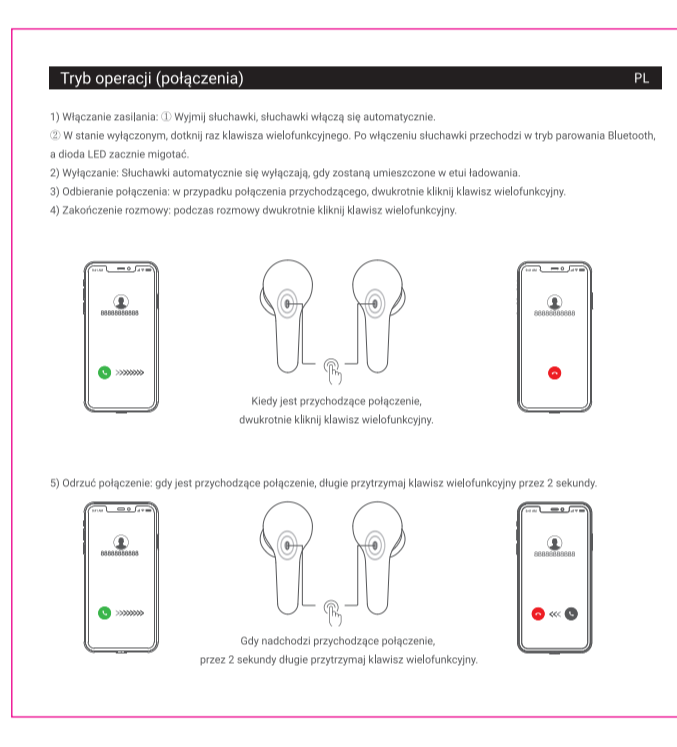 Tryb operacji (połączenia) PL
1) Włączanie zasilania: ① Wyjmij słuchawki, słuchawki włączą się automatycznie.
② W stanie wyłączonym, dotknij raz klawisza wielofunkcyjnego. Po włączeniu słuchawki przechodzi w tryb parowania Bluetooth,
a dioda LED zacznie migotać.
2) Wyłączanie: Słuchawki automatycznie się wyłączają, gdy zostaną umieszczone w etui ładowania.
3) Odbieranie połączenia: w przypadku połączenia przychodzącego, dwukrotnie kliknij klawisz wielofunkcyjny.
4) Zakończenie rozmowy: podczas rozmowy dwukrotnie kliknij klawisz wielofunkcyjny.
88888888888
88888888888
Kiedy jest przychodzące połączenie,
dwukrotnie kliknij klawisz wielofunkcyjny.
5) Odrzuć połączenie: gdy jest przychodzące połączenie, długie przytrzymaj klawisz wielofunkcyjny przez 2 sekundy.
88888888888
88888888888
Gdy nadchodzi przychodzące połączenie,
przez 2 sekundy długie przytrzymaj klawisz wielofunkcyjny.